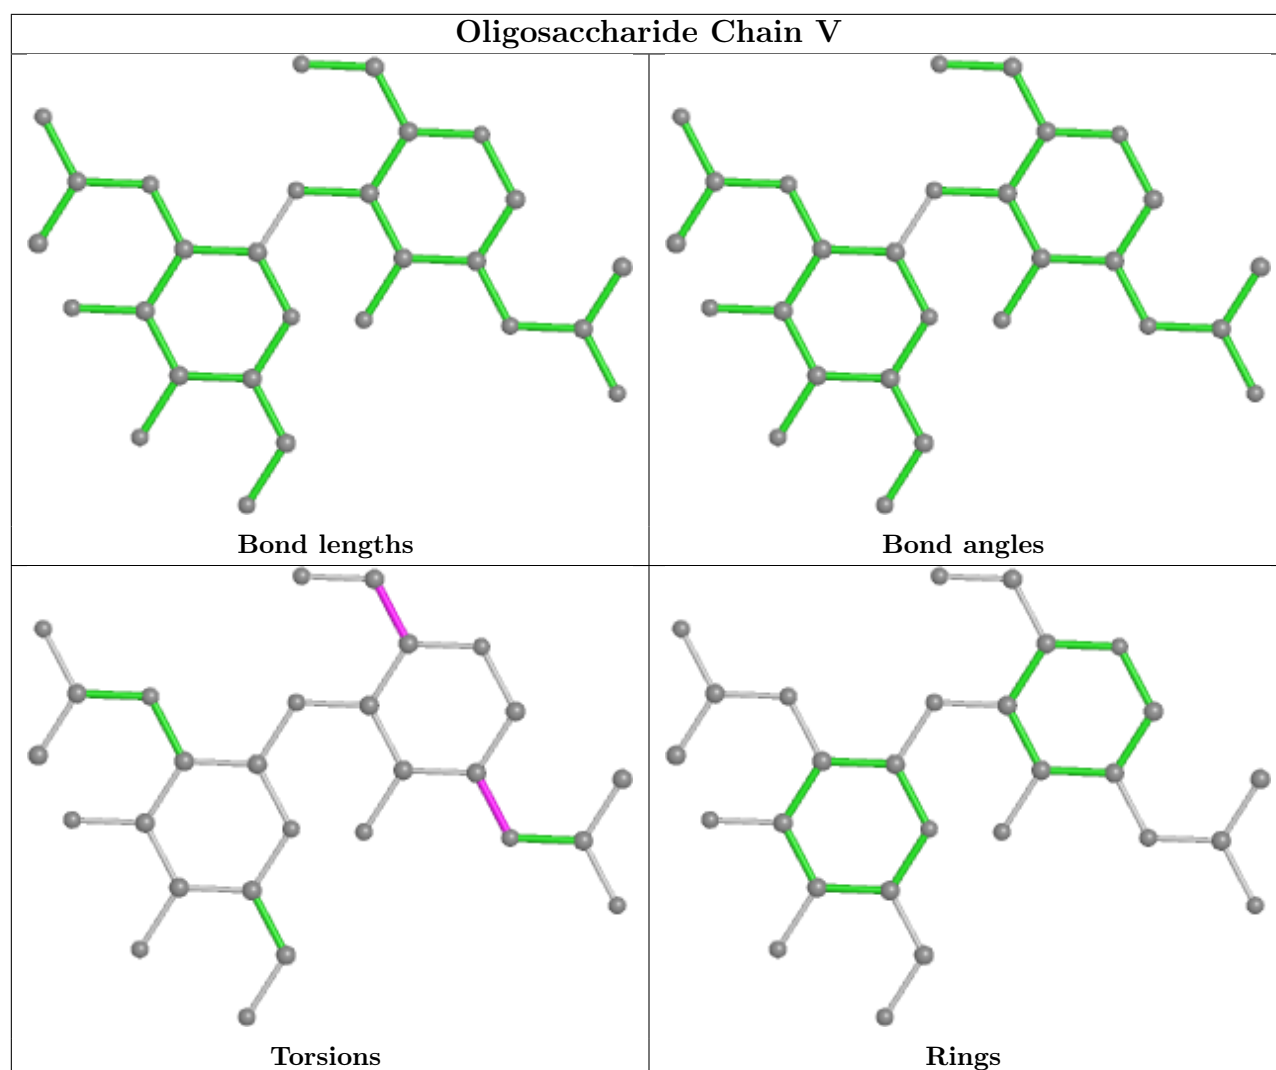 Oligosaccharide Chain V
Bond lengths
Bond angles
Torsions
Rings